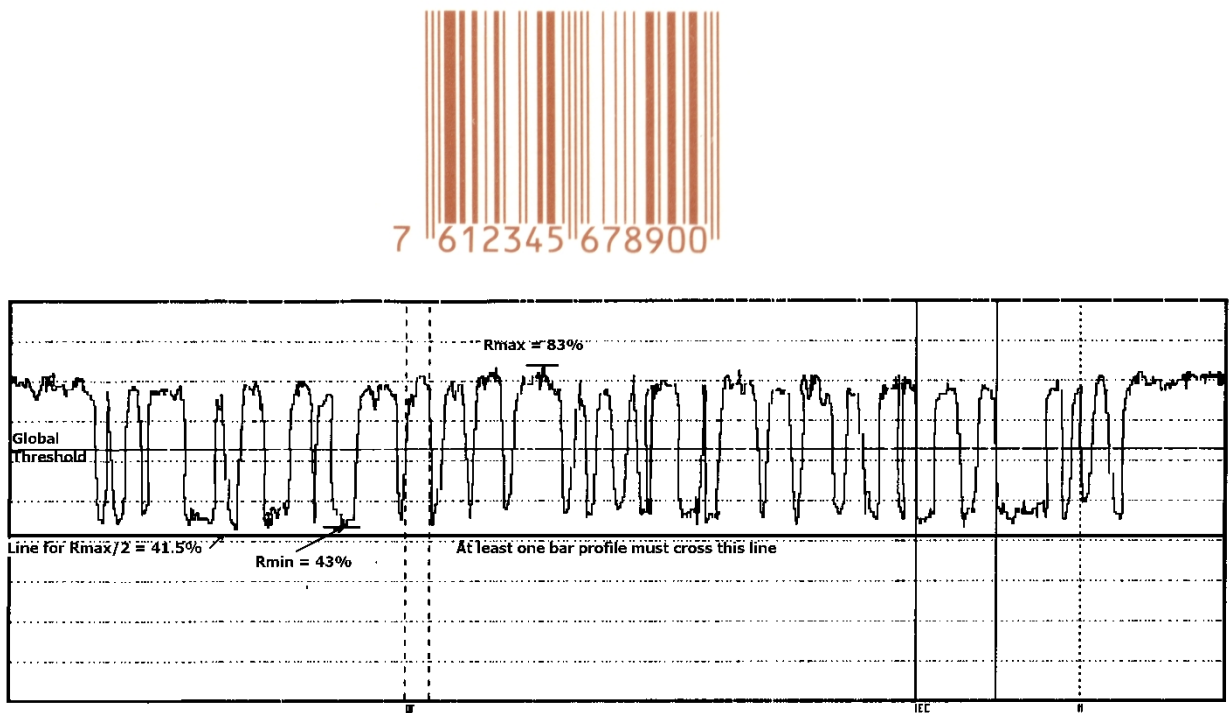 7 612345 678900
Rmax = 83%
Global
Threshold
Line for Rmax/2 = 41.5%
At least one bar profile must cross this line
Rmin = 43%
IEC